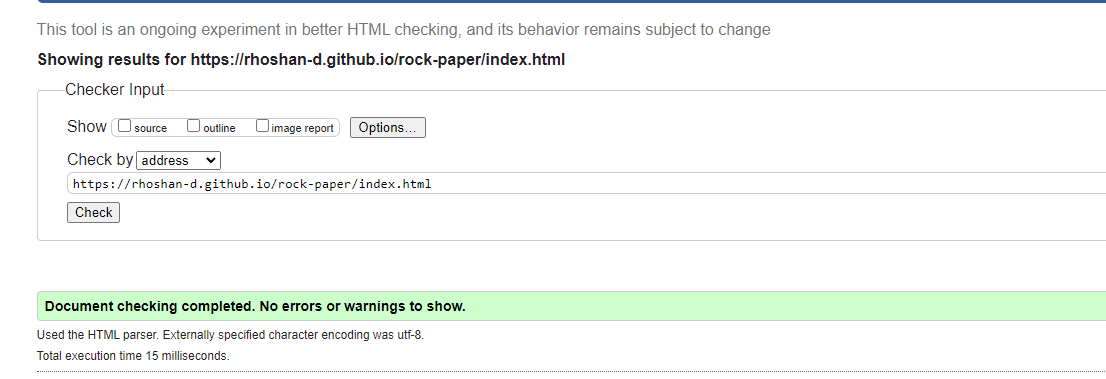 This tool is an ongoing experiment in better HTML checking, and its behavior remains subject to change
Showing results for https://rhoshan-d.github.io/rock-paper/index.html
Checker Input
Show source outline image report Options...
Check by address
https://rhoshan-d.github.io/rock-paper/index.html
Check
Document checking completed. No errors or warnings to show.
Used the HTML parser. Externally specified character encoding was utf-8.
Total execution time 15 milliseconds.